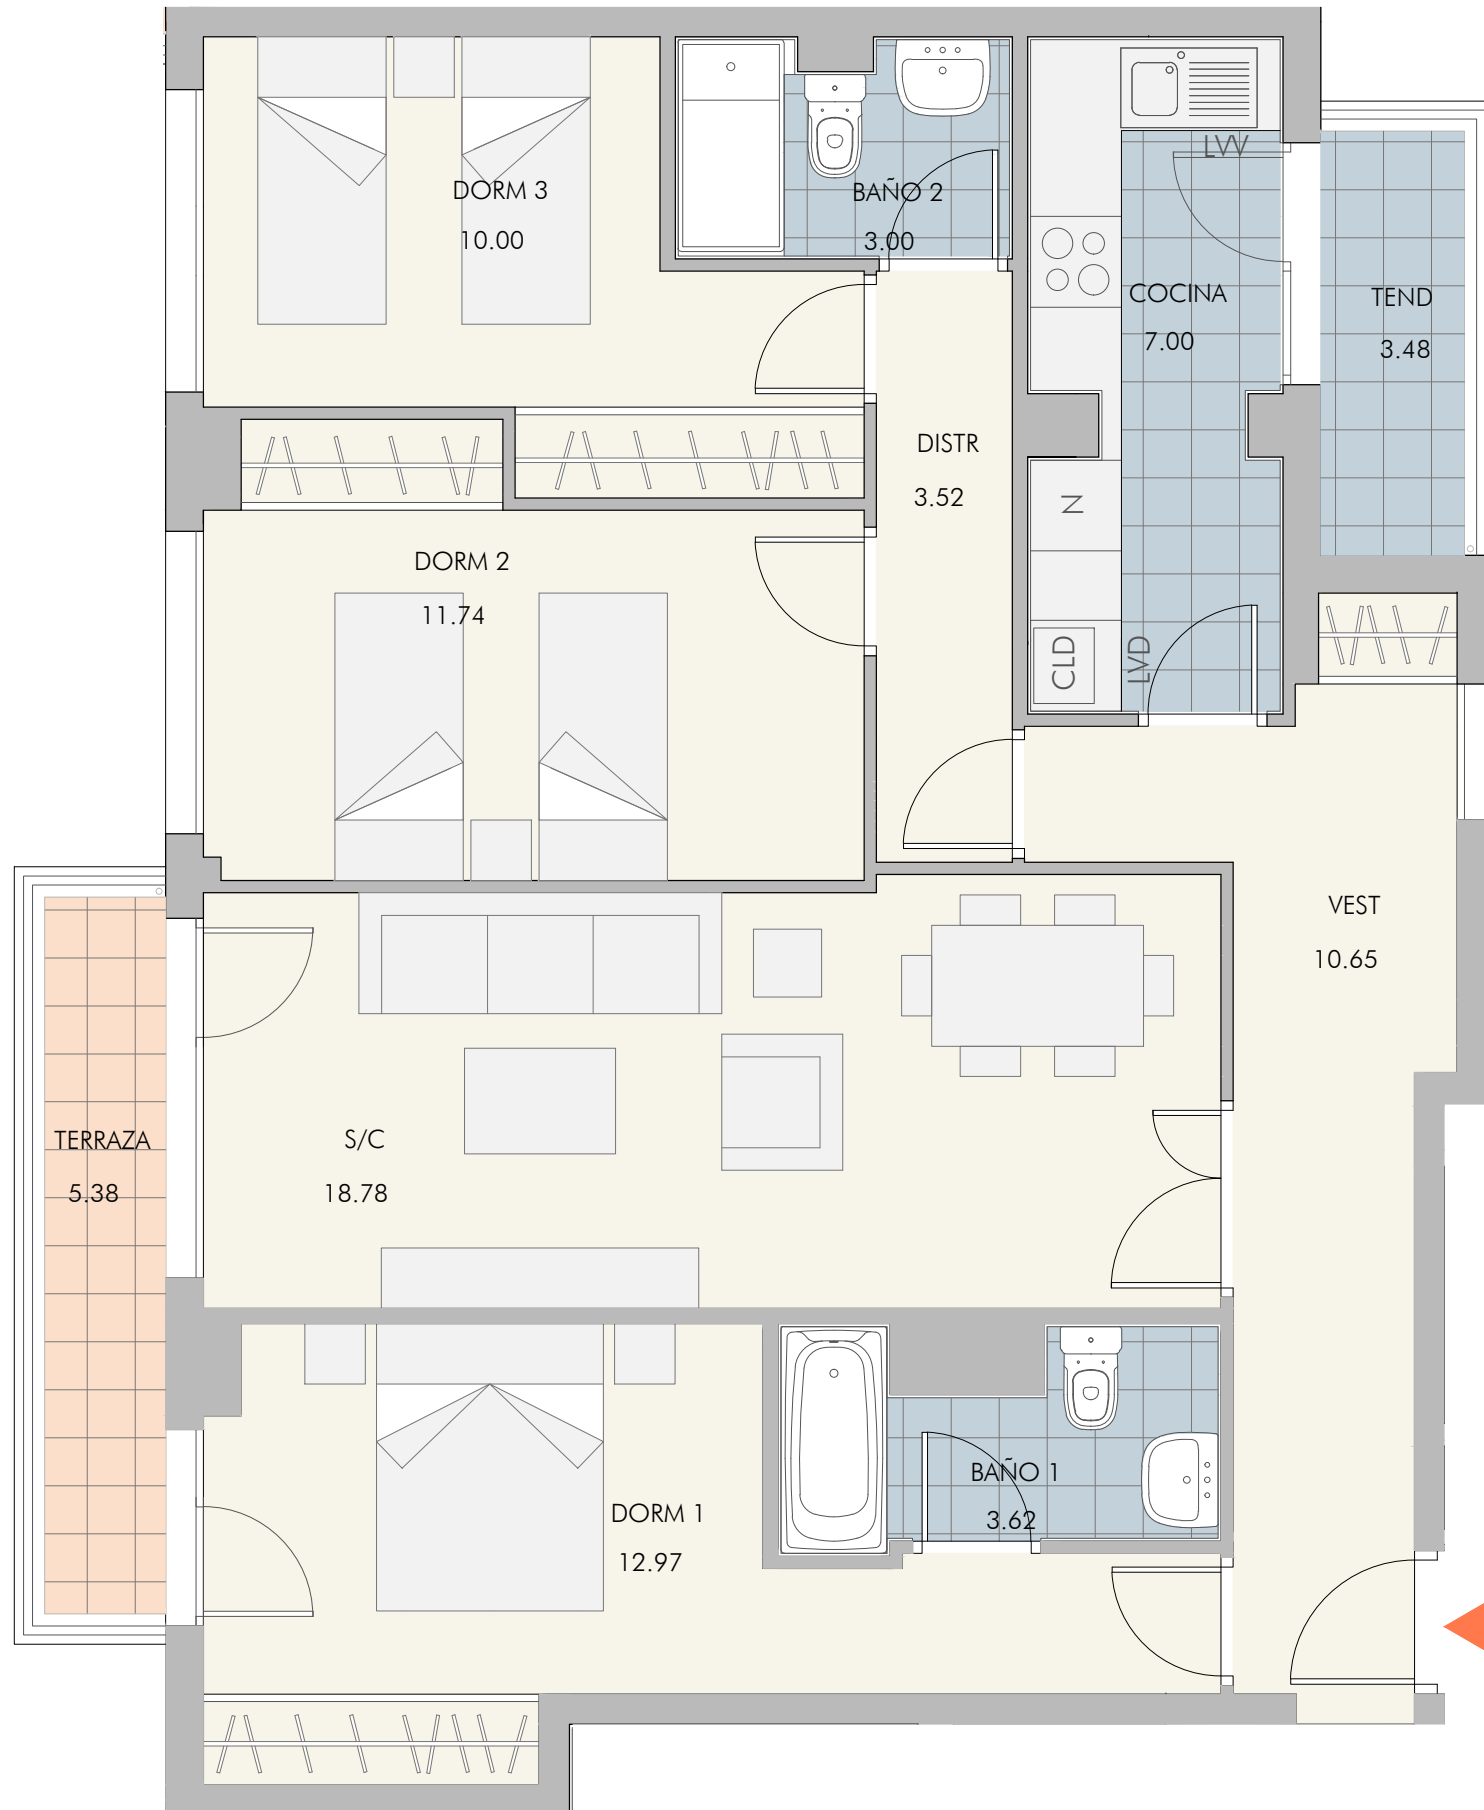 DORM 3
10.00
BAÑO 2
3.00
LVV
COCINA
7.00
TEND
3.48
DISTR
3.52
N
DORM 2
11.74
CLD
LVD
VEST
10.65
TERRAZA
5.38
S/C
18.78
BAÑO 1
3.62
DORM 1
12.97